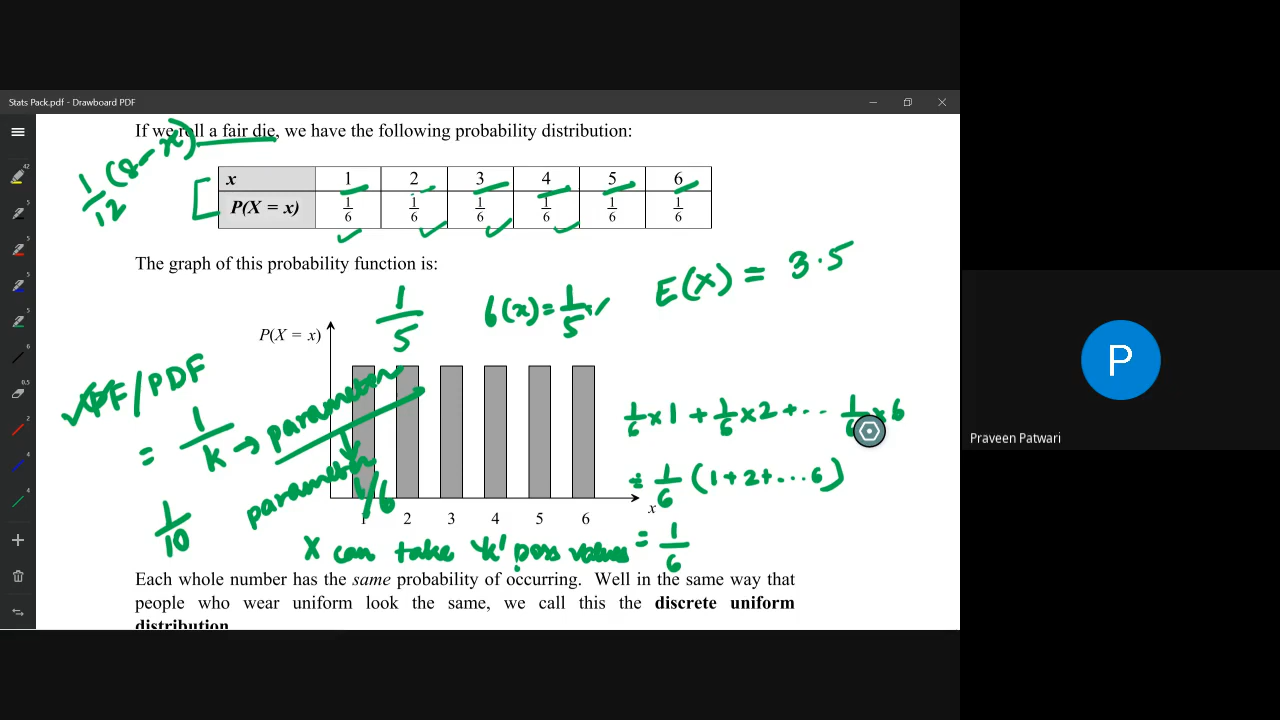 Stats Pack.pdf - Drawboard PDF
If we roll a fair die, we have the following probability distribution:
1/12 (8-x)
x 1 2 3 4 5 6
P(X = x) 1/6 1/6 1/6 1/6 1/6 1/6
The graph of this probability function is:
E(X) = 3.5
1/5
6(x) = 1/5
P(X = x)
PF/PDF
= 1/k → parameter
parameter
1/6
1/6 x 1 + 1/6 x 2 + .. 1/6 x 6
= 1/6 (1+2+...6)
x
1/10
1 2 3 4 5 6
X can take 'k' poss values
= 1/6
Each whole number has the same probability of occurring. Well in the same way that
people who wear uniform look the same, we call this the discrete uniform
distribution
P
Praveen Patwari